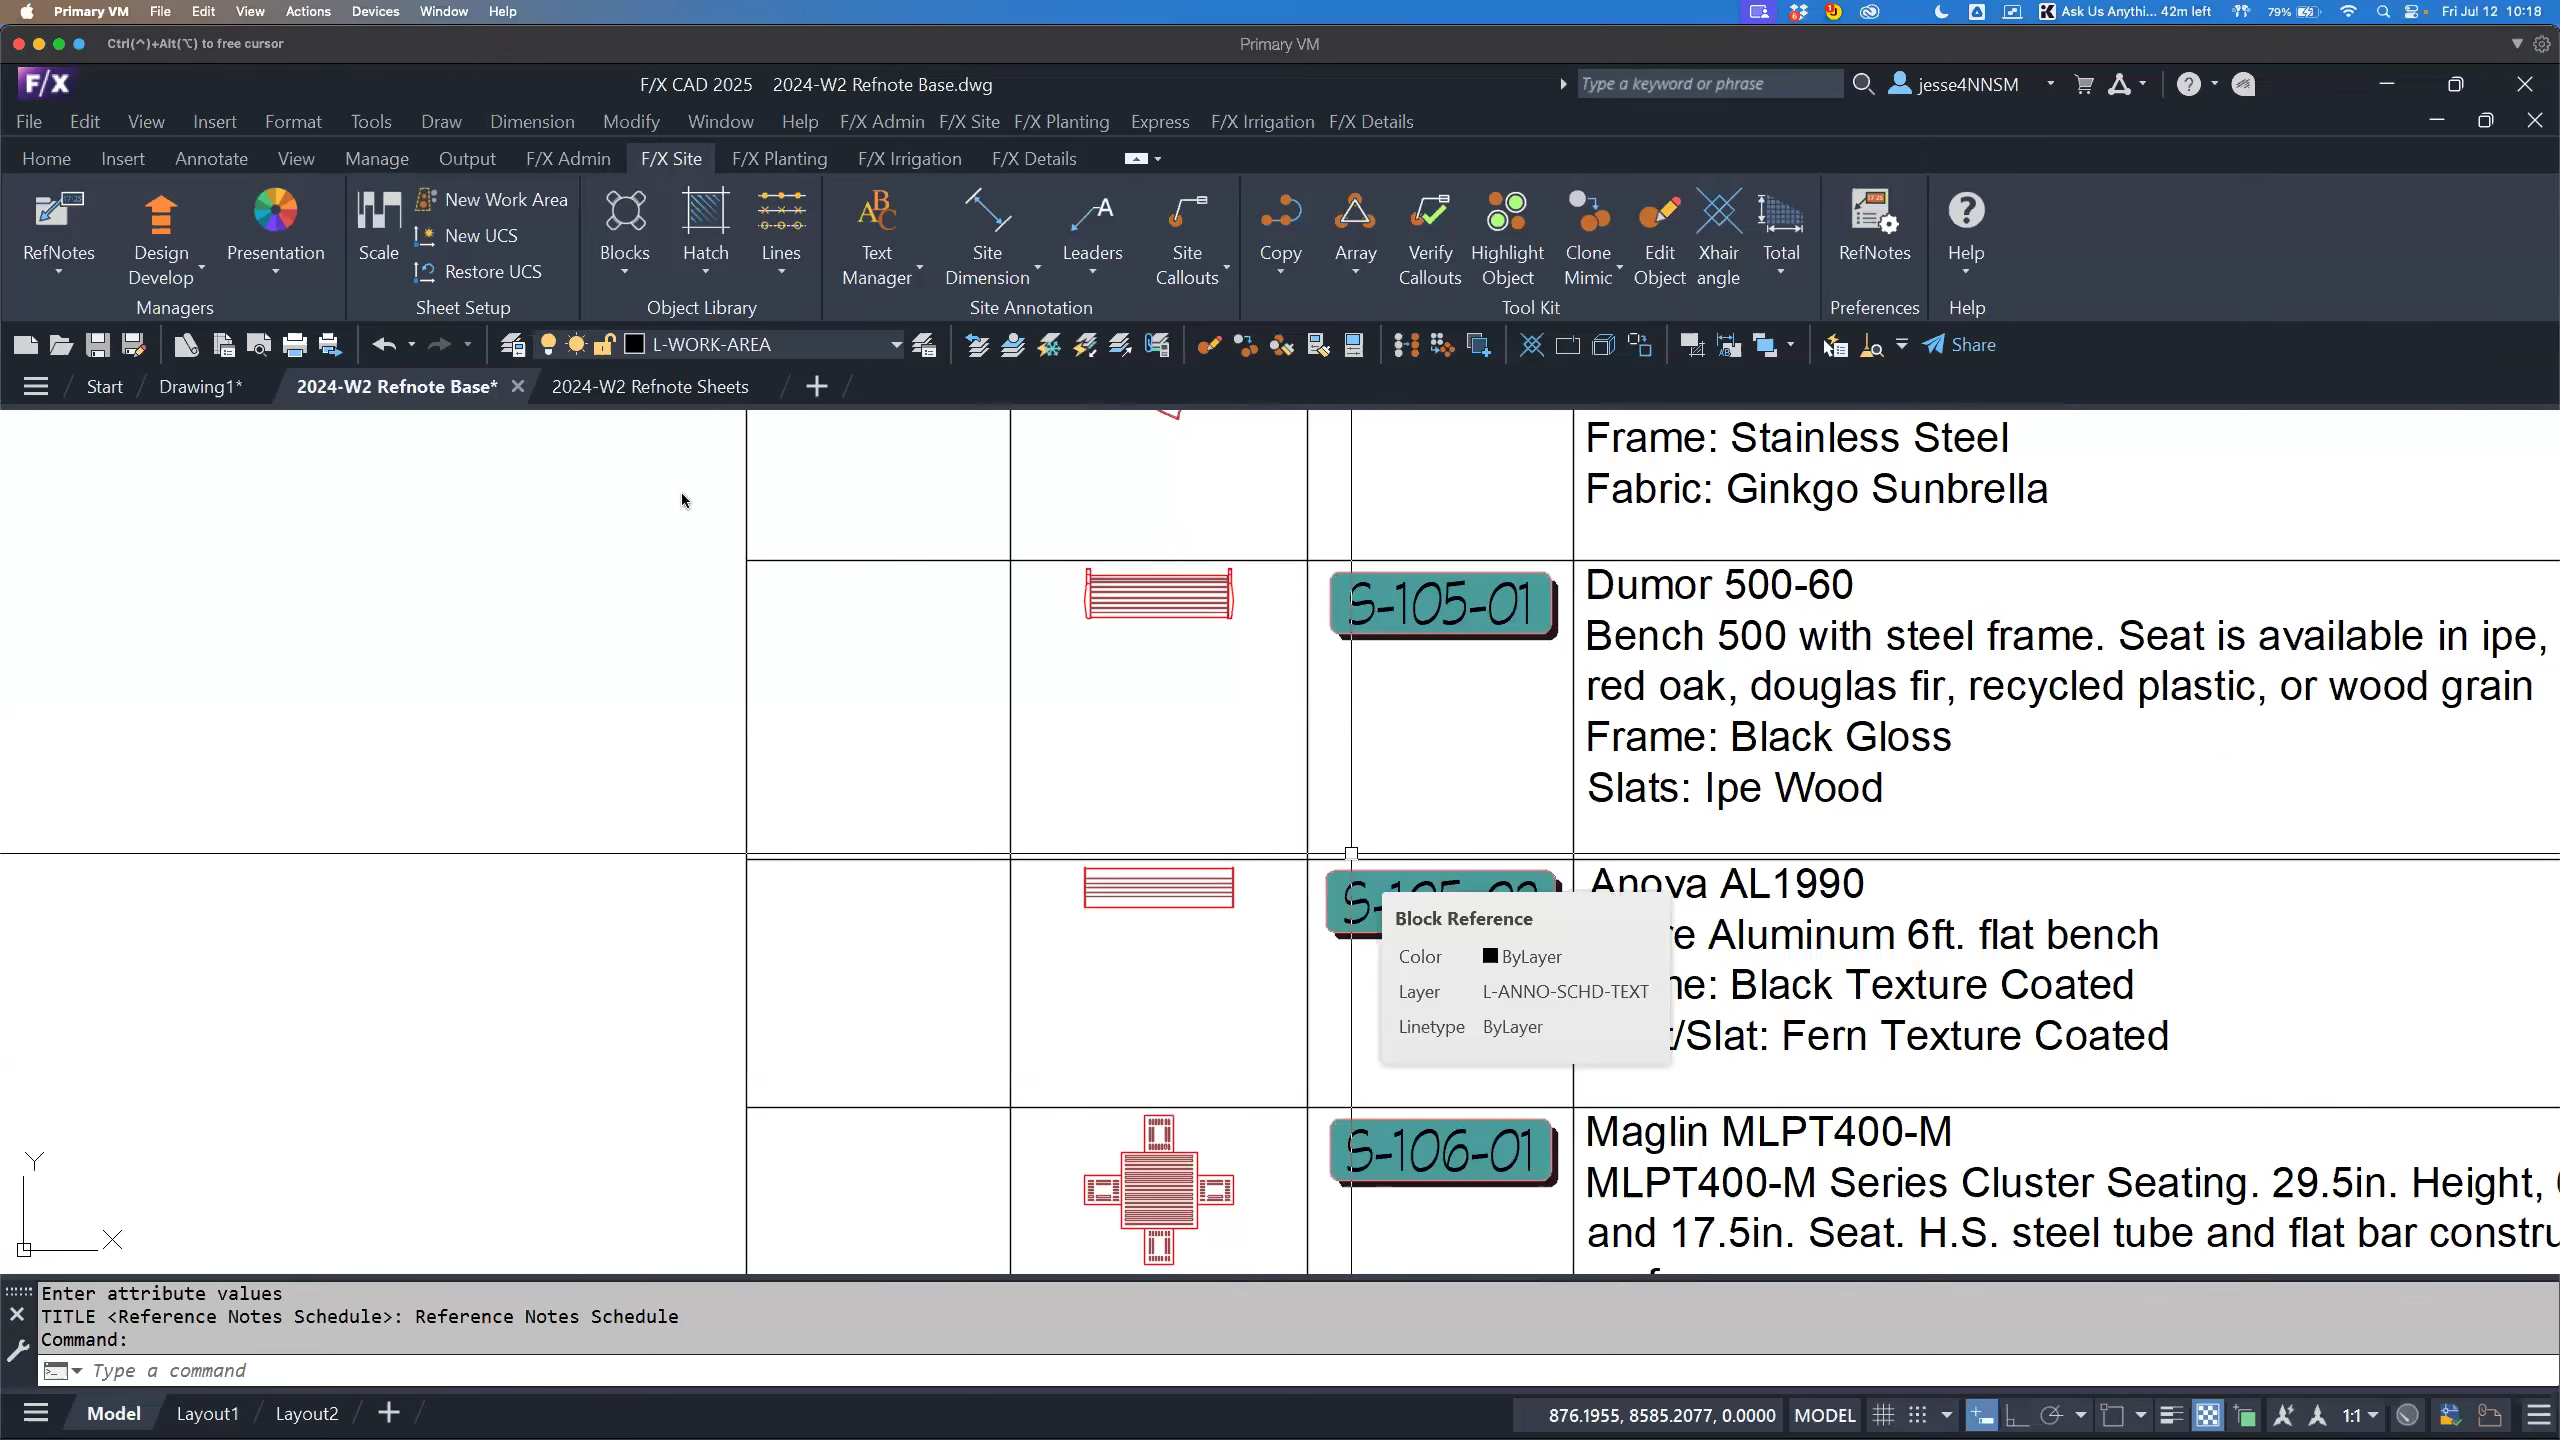 Primary VM File Edit View Actions Devices Window Help
Ask Us Anythi... 42m left 79% Fri Jul 12 10:18
Ctrl(^)+Alt(⌥) to free cursor Primary VM
F/X F/X CAD 2025 2024-W2 Refnote Base.dwg Type a keyword or phrase jesse4NNSM
File Edit View Insert Format Tools Draw Dimension Modify Window Help F/X Admin F/X Site F/X Planting Express F/X Irrigation F/X Details
Home Insert Annotate View Manage Output F/X Admin F/X Site F/X Planting F/X Irrigation F/X Details
RefNotes
Design
Develop
Presentation
Managers
Scale
New Work Area
New UCS
Restore UCS
Sheet Setup
Blocks
Hatch
Lines
Object Library
Text
Manager
Site
Dimension
Leaders
Site
Callouts
Site Annotation
Copy
Array
Verify
Callouts
Highlight
Object
Clone
Mimic
Edit
Object
Xhair
angle
Total
Tool Kit
RefNotes
Preferences
Help
Help
L-WORK-AREA Share
Start Drawing1* 2024-W2 Refnote Base* 2024-W2 Refnote Sheets
Frame: Stainless Steel
Fabric: Ginkgo Sunbrella
S-105-01
Dumor 500-60
Bench 500 with steel frame. Seat is available in ipe,
red oak, douglas fir, recycled plastic, or wood grain
Frame: Black Gloss
Slats: Ipe Wood
Anova AL1990
Aluminum 6ft. flat bench
Black Texture Coated
/Slat: Fern Texture Coated
Block Reference
Color ByLayer
Layer L-ANNO-SCHD-TEXT
Linetype ByLayer
S-106-01
Maglin MLPT400-M
MLPT400-M Series Cluster Seating. 29.5in. Height,
and 17.5in. Seat. H.S. steel tube and flat bar constru
Y
X
Enter attribute values
TITLE <Reference Notes Schedule>: Reference Notes Schedule
Command:
Type a command
Model Layout1 Layout2
876.1955, 8585.2077, 0.0000 MODEL 1:1